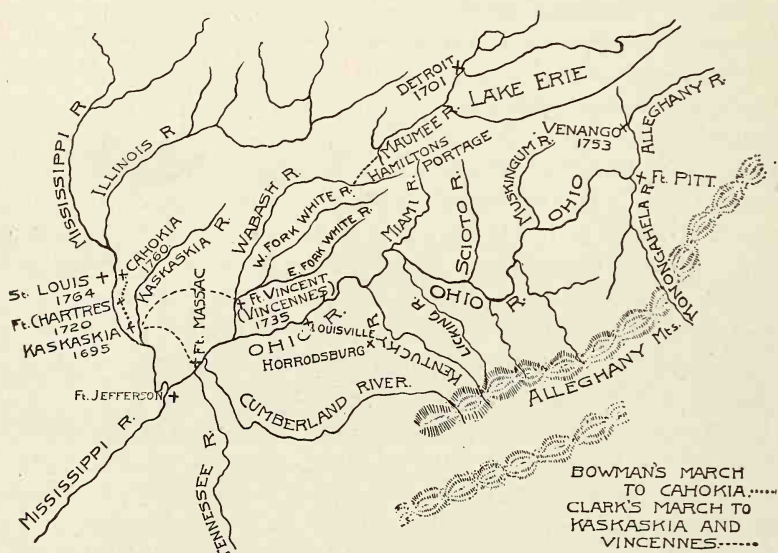 DETROIT
1701
LAKE ERIE
MAUMEE R.
HAMILTONS
PORTAGE
VENANGO
1753
ALLEGHANY R.
MUSKINGUM R.
OHIO
Ft. PITT.
MONONGAHELA R.
MISSISSIPPI R
ILLINOIS R
WABASH R.
W. FORK WHITE R.
E. FORK WHITE R.
MIAMI R.
SCIOTO R.
CAHOKIA
1760
KASKASKIA R.
St. LOUIS
1764
Ft. CHARTRES
1720
KASKASKIA
1695
Ft. MASSAC
Ft. VINCENT
(VINCENNES)
1735
OHIO R.
OIHO R.
LOUISVILLE
HORRODSBURG
KENTUCKY R.
LICKING R.
ALLEGHANY Mts.
Ft. JEFFERSON
CUMBERLAND RIVER.
MISSISSIPPI R.
TENNESSEE R.
BOWMAN'S MARCH
TO CAHOKIA
CLARK'S MARCH TO
KASKASKIA AND
VINCENNES